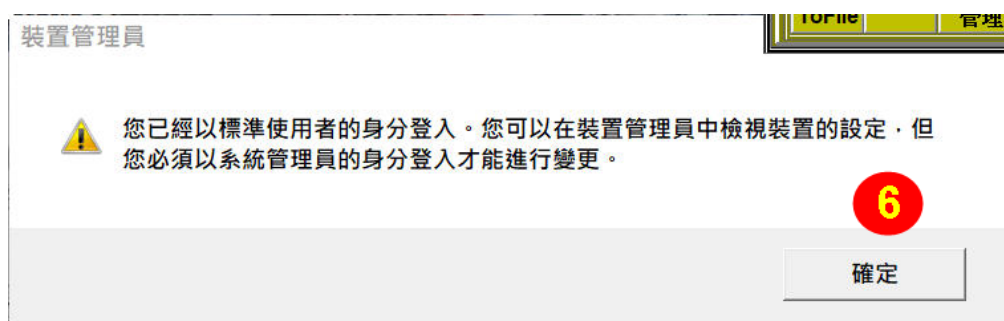 ToFile 管理
裝置管理員
您已經以標準使用者的身分登入。您可以在裝置管理員中檢視裝置的設定，但
您必須以系統管理員的身分登入才能進行變更。
6
確定